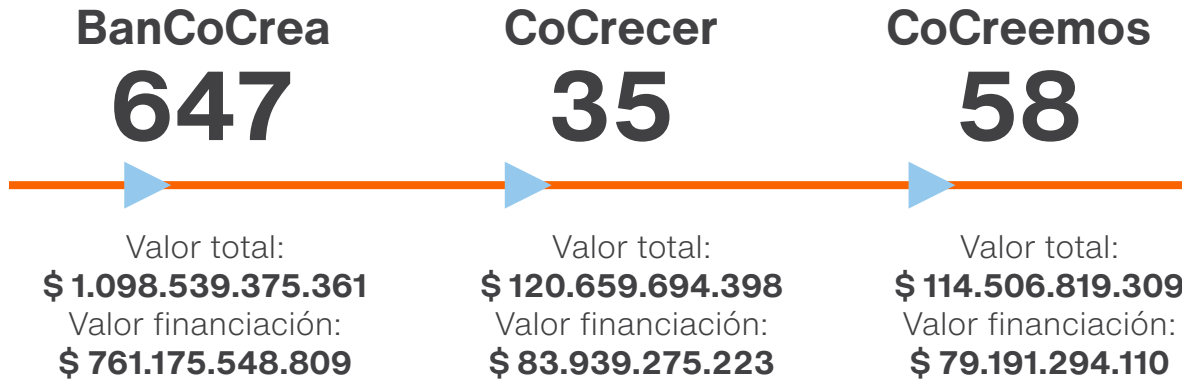 BanCoCrea
647
Valor total:
$ 1.098.539.375.361
Valor financiación:
$ 761.175.548.809
CoCrecer
35
Valor total:
$ 120.659.694.398
Valor financiación:
$ 83.939.275.223
CoCreemos
58
Valor total:
$ 114.506.819.309
Valor financiación:
$ 79.191.294.110